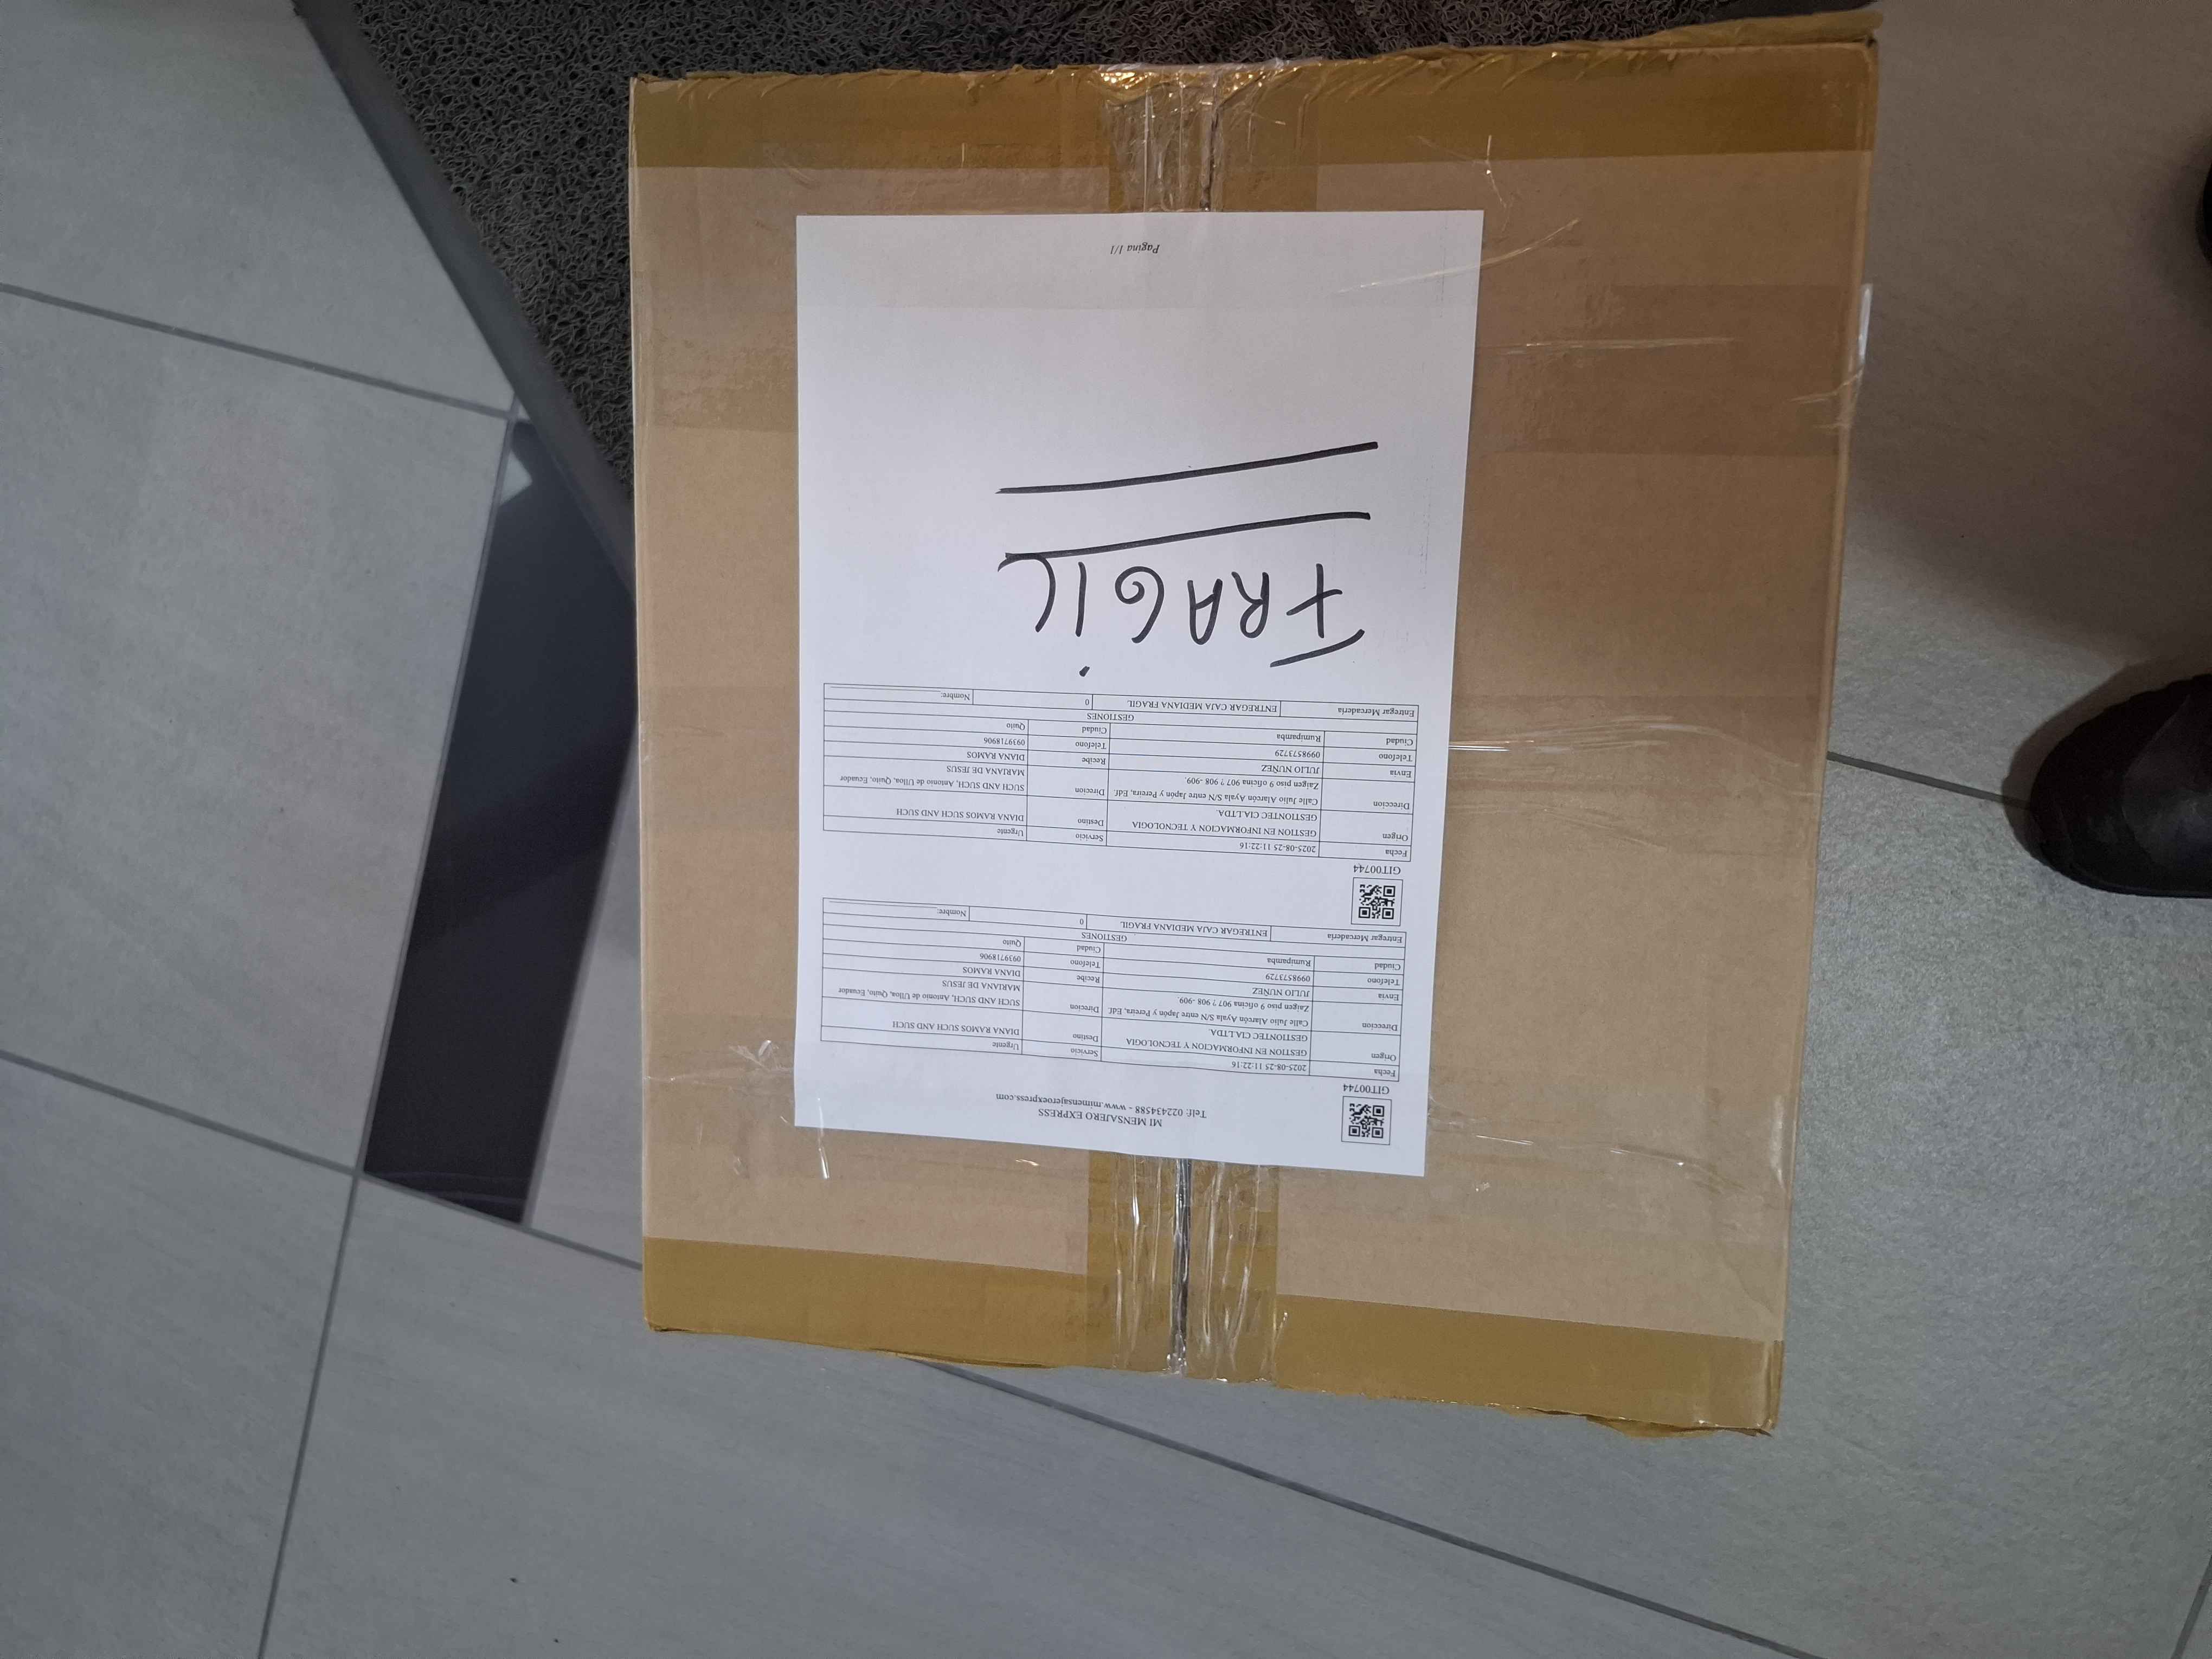 MI MENSAJERO EXPRESS
Telf: 022434588 - www.mimensajeroexpress.com
GIT00744
Fecha 2025-08-25 11:22:16 Servicio Urgente
Origen GESTION EN INFORMACION Y TECNOLOGIA GESTIONTEC CIA.LTDA. Destino DIANA RAMOS SUCH AND SUCH
Direccion Calle Julio Alarcón Ayala S/N entre Japón y Pereira, Edf. Zaigen piso 9 oficina 907 ? 908 -909 Direccion SUCH AND SUCH, Antonio de Ulloa, Quito, Ecuador MARIANA DE JESUS
Envia JULIO NUÑEZ Recibe DIANA RAMOS
Telefono 0998573729 Telefono 0939718906
Ciudad Rumipamba Ciudad Quito
GESTIONES
Entregar Mercaderia ENTREGAR CAJA MEDIANA FRAGIL 0 Nombre:
GIT00744
Fecha 2025-08-25 11:22:16 Servicio Urgente
Origen GESTION EN INFORMACION Y TECNOLOGIA GESTIONTEC CIA.LTDA. Destino DIANA RAMOS SUCH AND SUCH
Direccion Calle Julio Alarcón Ayala S/N entre Japón y Pereira, Edf. Zaigen piso 9 oficina 907 ? 908 -909. Direccion SUCH AND SUCH, Antonio de Ulloa, Quito, Ecuador MARIANA DE JESUS
Envia JULIO NUÑEZ Recibe DIANA RAMOS
Telefono 0998573729 Telefono 0939718906
Ciudad Rumipamba Ciudad Quito
GESTIONES
Entregar Mercaderia ENTREGAR CAJA MEDIANA FRAGIL 0 Nombre:
FRAGIL
Pagina 1/1